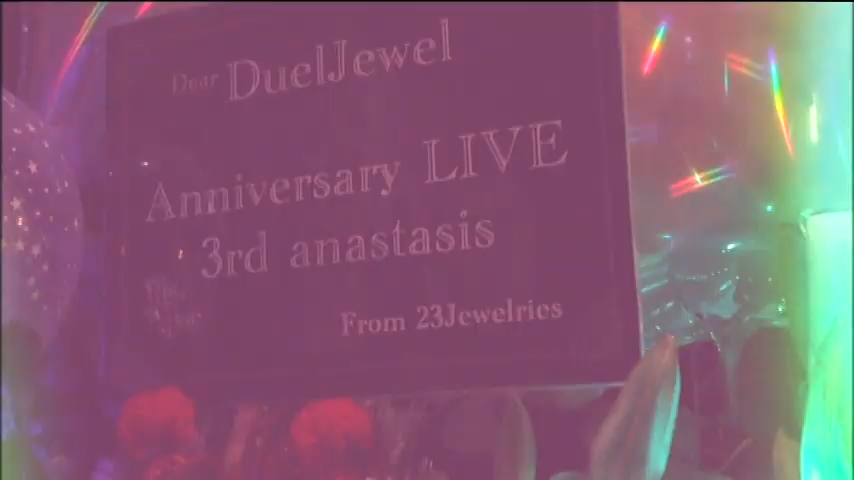 Dear DuelJewel
Anniversary LIVE
3rd anastasis
From 23Jewelries